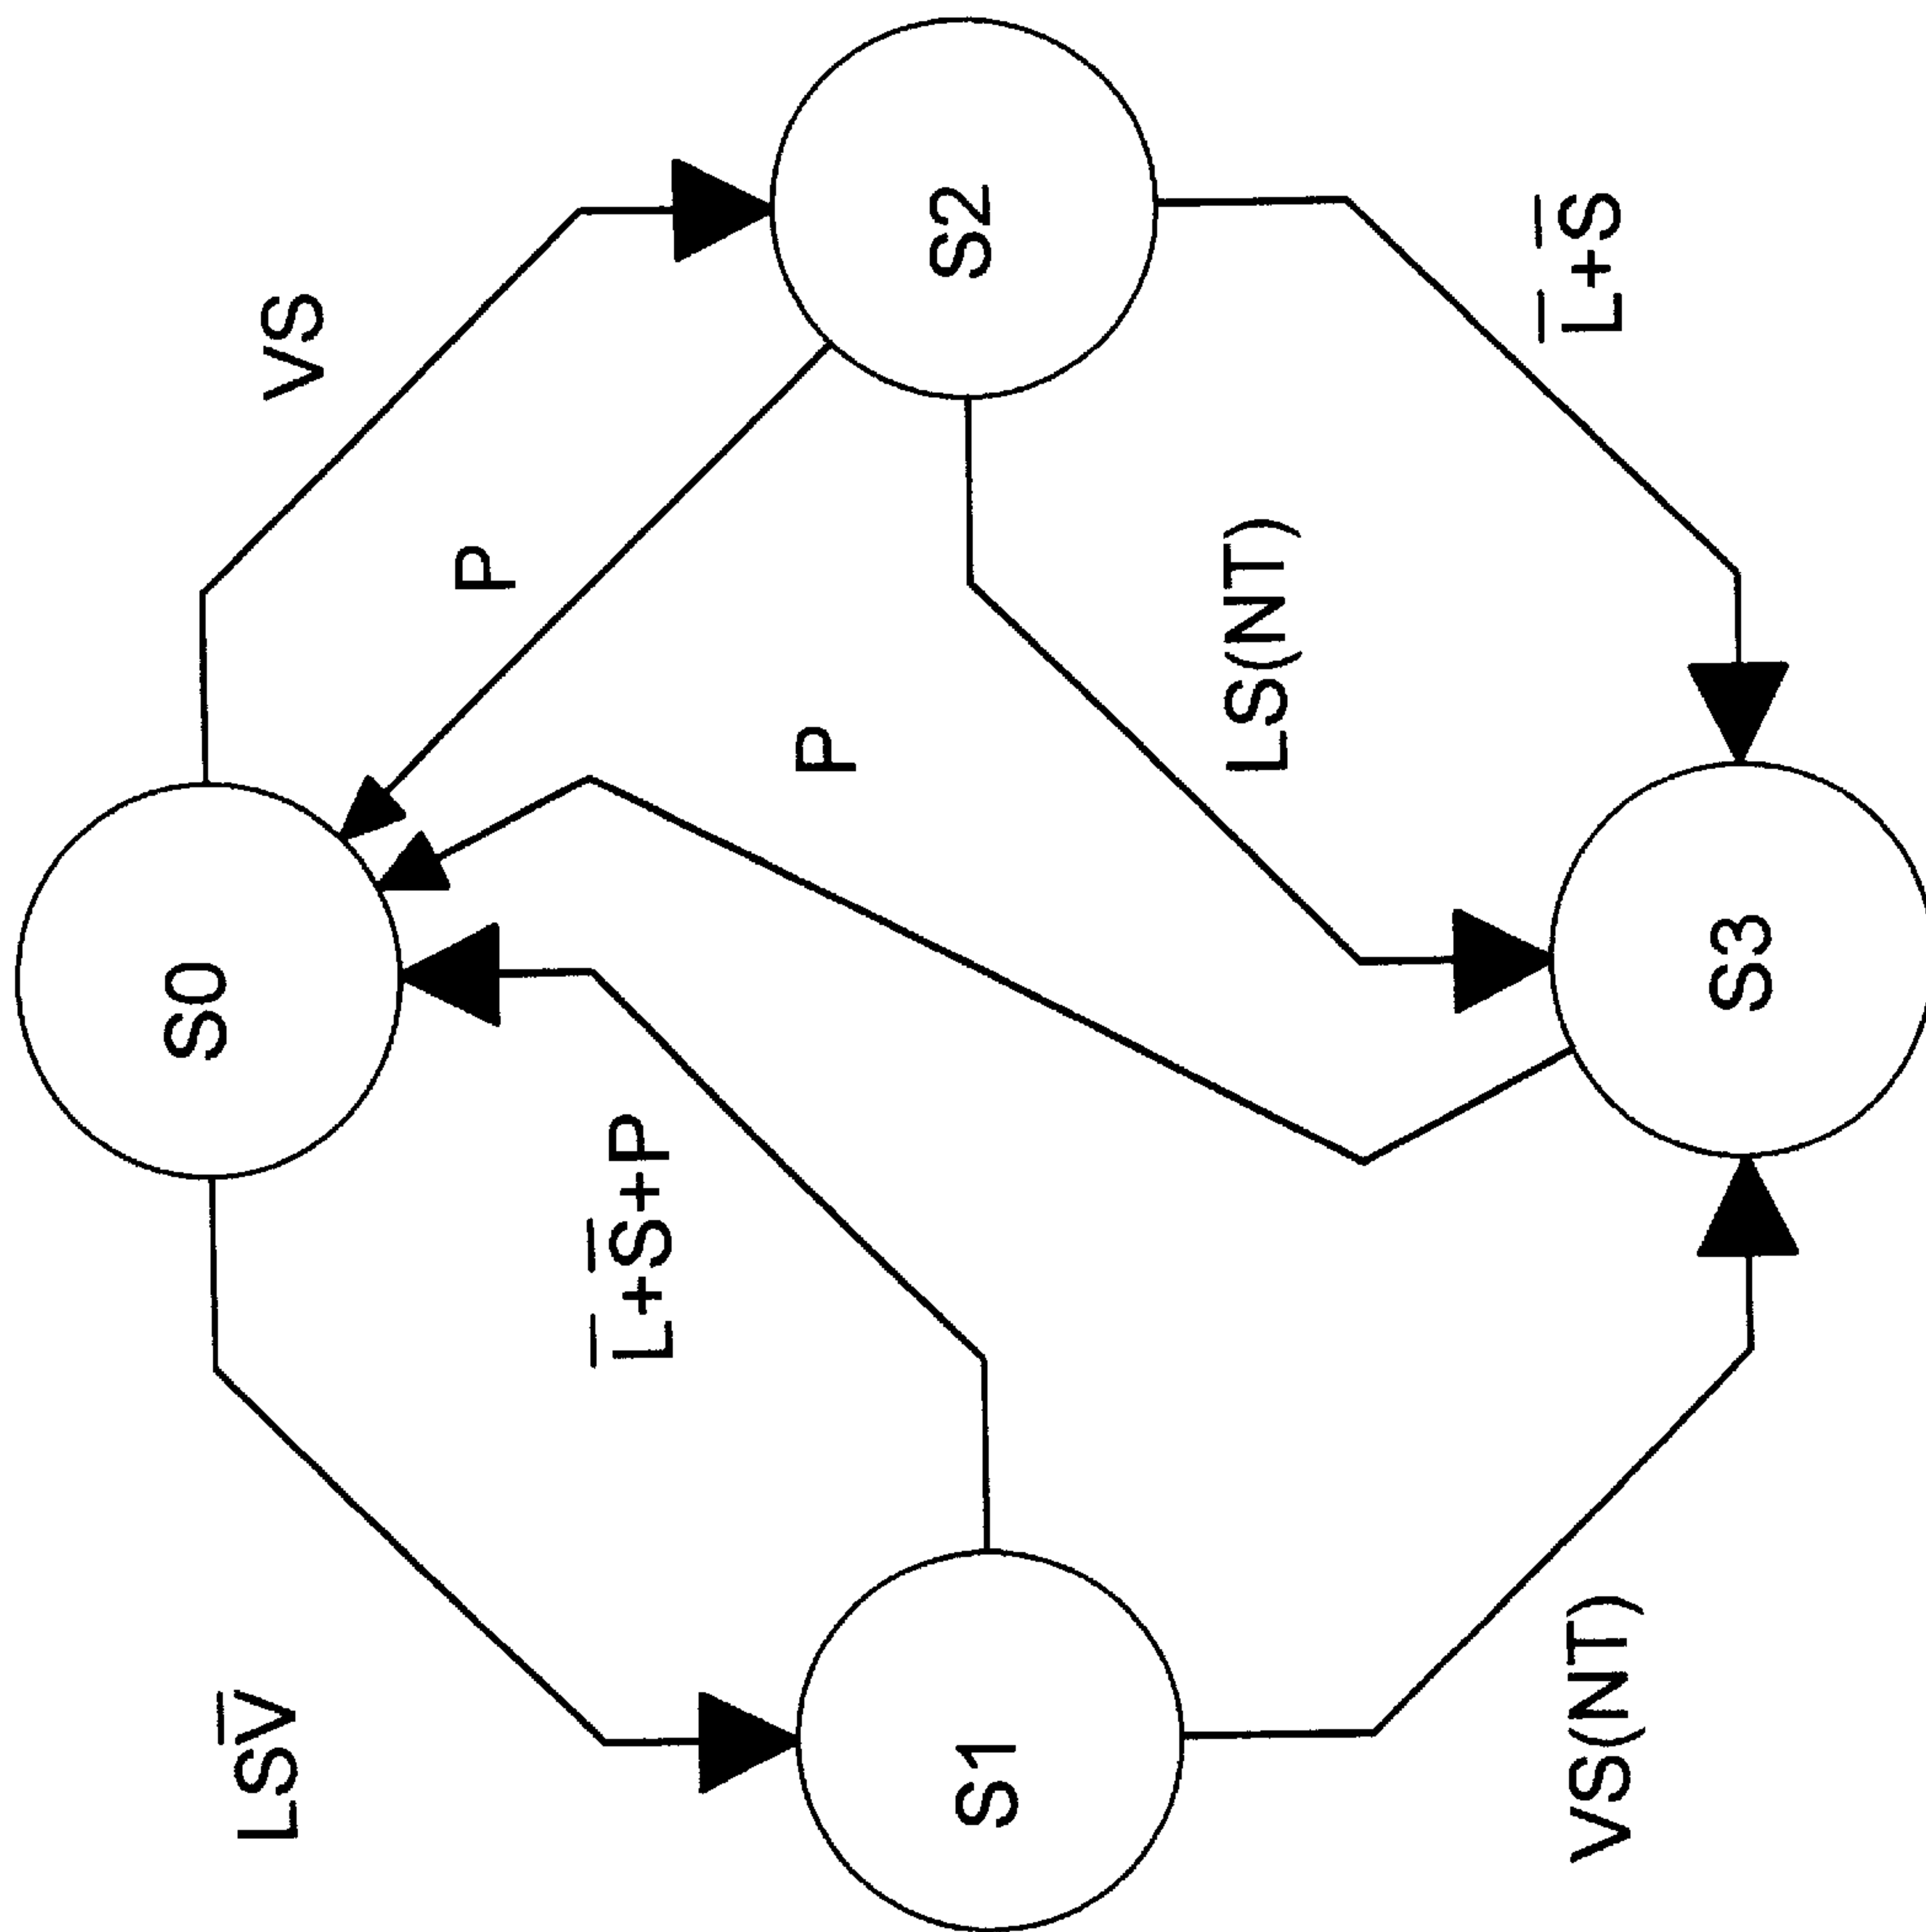 S0
LSV̅
VS
P
L̅+S̅+P
P
S1
S2
LS(NT)
VS(NT)
L̅+S̅
S3